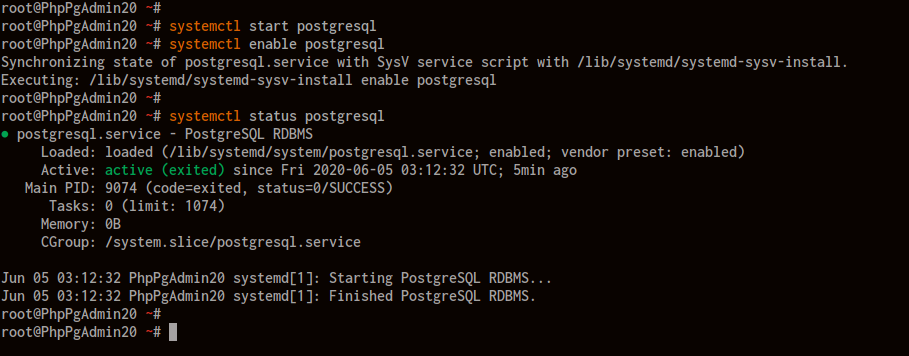 root@PhpPgAdmin20 ~#
root@PhpPgAdmin20 ~# systemctl start postgresql
root@PhpPgAdmin20 ~# systemctl enable postgresql
Synchronizing state of postgresql.service with SysV service script with /lib/systemd/systemd-sysv-install.
Executing: /lib/systemd/systemd-sysv-install enable postgresql
root@PhpPgAdmin20 ~#
root@PhpPgAdmin20 ~# systemctl status postgresql
● postgresql.service - PostgreSQL RDBMS
     Loaded: loaded (/lib/systemd/system/postgresql.service; enabled; vendor preset: enabled)
     Active: active (exited) since Fri 2020-06-05 03:12:32 UTC; 5min ago
   Main PID: 9074 (code=exited, status=0/SUCCESS)
      Tasks: 0 (limit: 1074)
     Memory: 0B
     CGroup: /system.slice/postgresql.service

Jun 05 03:12:32 PhpPgAdmin20 systemd[1]: Starting PostgreSQL RDBMS...
Jun 05 03:12:32 PhpPgAdmin20 systemd[1]: Finished PostgreSQL RDBMS.
root@PhpPgAdmin20 ~#
root@PhpPgAdmin20 ~#